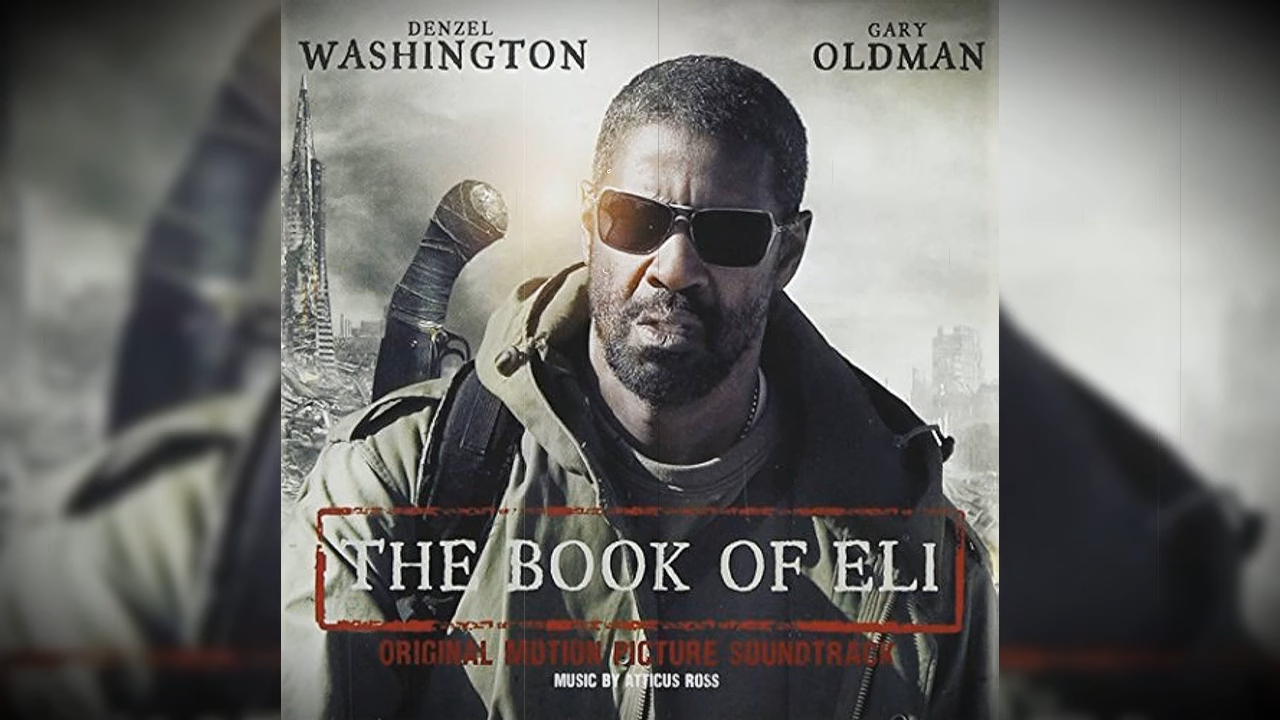 DENZEL
WASHINGTON
GARY
OLDMAN
THE BOOK OF ELI
ORIGINAL MOTION PICTURE SOUNDTRACK
MUSIC BY ATTICUS ROSS